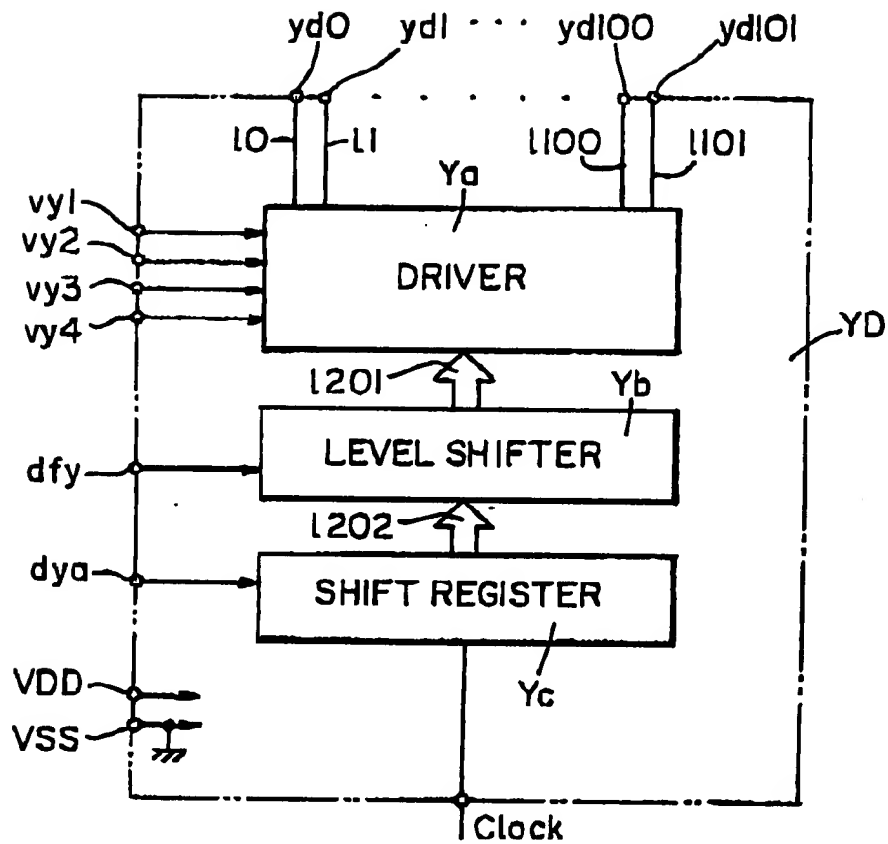 yd0 yd1 ··· yd100 yd101
l0 l1 l100 l101
Ya
vy1
vy2
vy3
vy4
DRIVER
YD
l201
Yb
LEVEL SHIFTER
dfy
l202
dya
SHIFT REGISTER
Yc
VDD
VSS
Clock